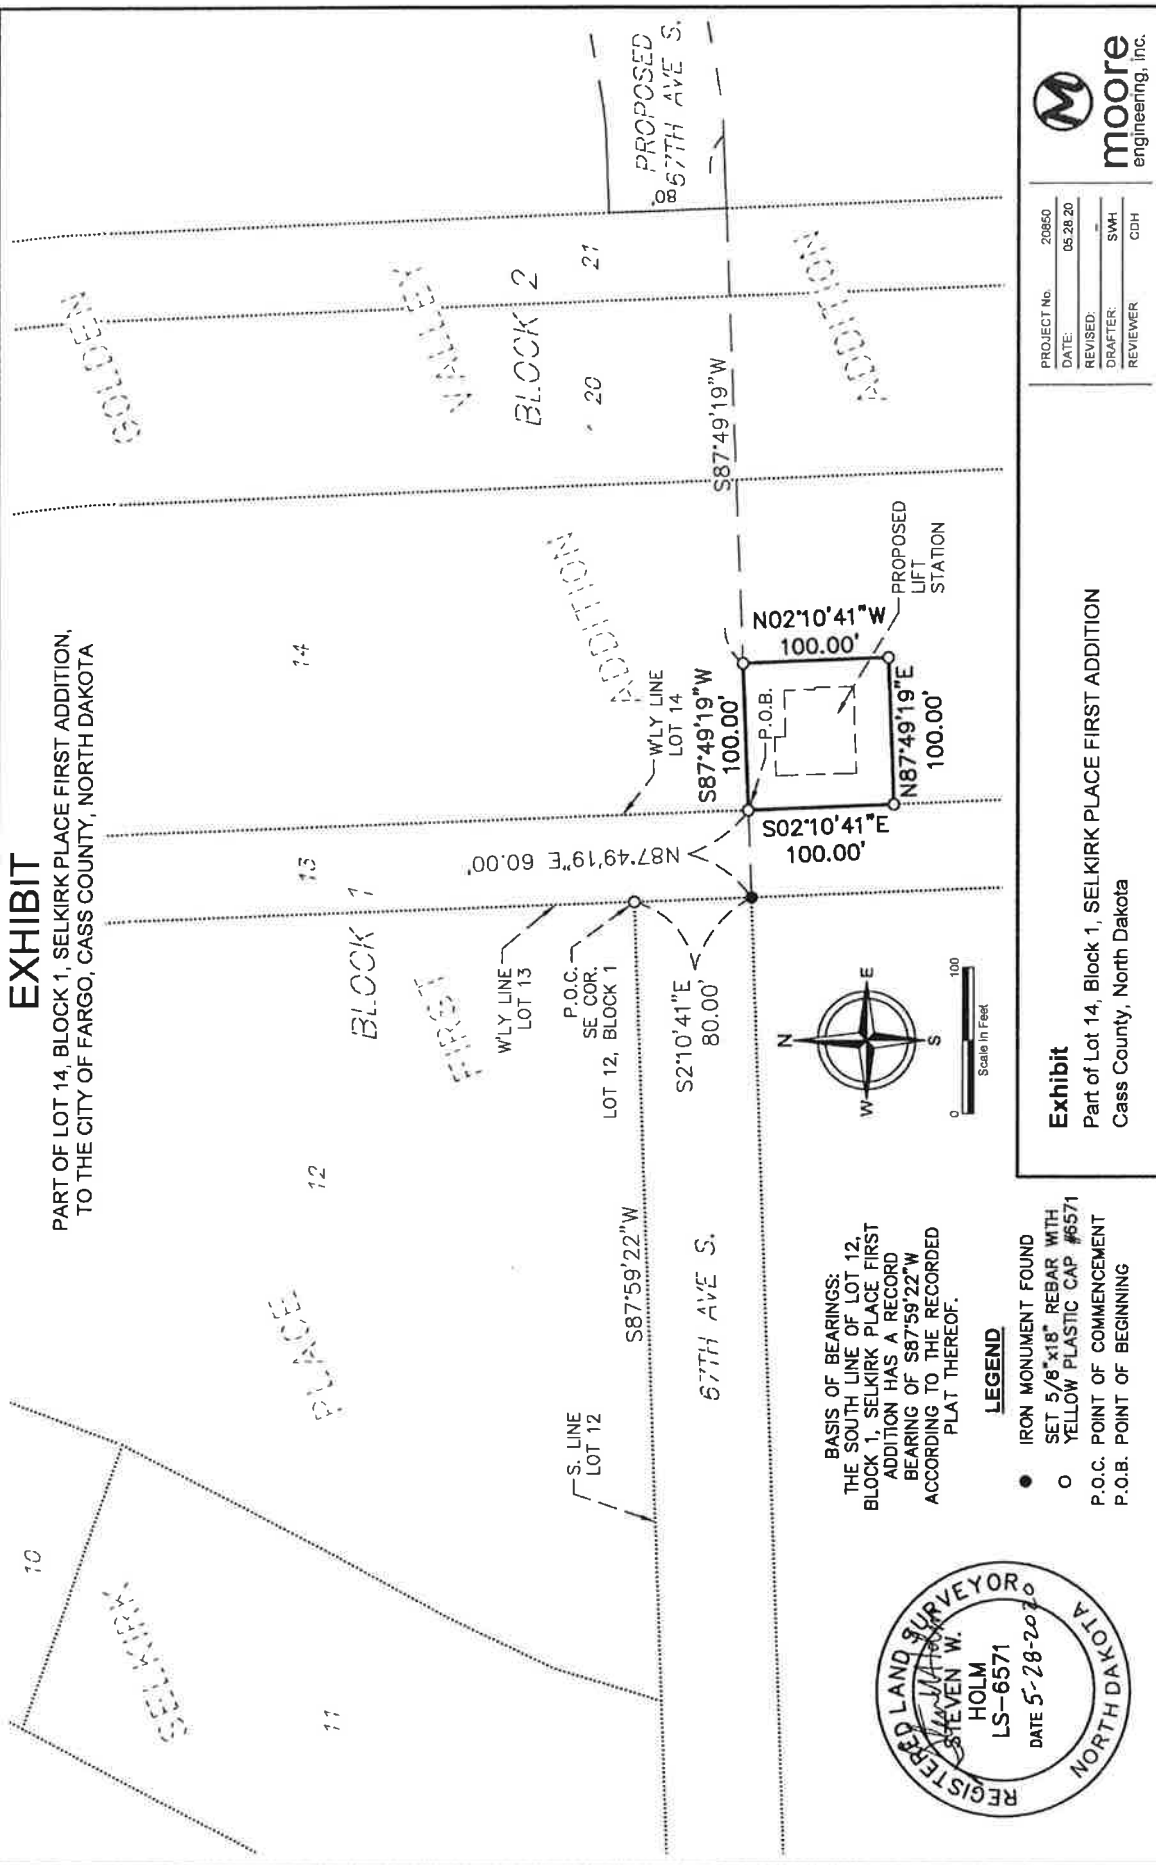 EXHIBIT
PART OF LOT 14, BLOCK 1, SELKIRK PLACE FIRST ADDITION,
TO THE CITY OF FARGO, CASS COUNTY, NORTH DAKOTA
10
SELKIRK
11
PLACE
12
BLOCK 1
13
FIRST
14
ADDITION
GOLDEN
VALLEY
BLOCK 2
20
21
ADDITION
PROPOSED
67TH AVE S.
80'
S. LINE
LOT 12
S87°59'22"W
67TH AVE S.
W'LY LINE
LOT 13
P.O.C.
SE COR.
LOT 12, BLOCK 1
S2°10'41"E
80.00'
N87°49'19"E 60.00'
W'LY LINE
LOT 14
S87°49'19"W
100.00'
P.O.B.
S02°10'41"E
100.00'
N02°10'41"W
100.00'
N87°49'19"E
100.00'
PROPOSED
LIFT
STATION
S87°49'19"W
N
W
E
S
0
100
Scale In Feet
BASIS OF BEARINGS:
THE SOUTH LINE OF LOT 12,
BLOCK 1, SELKIRK PLACE FIRST
ADDITION HAS A RECORD
BEARING OF S87°59'22"W
ACCORDING TO THE RECORDED
PLAT THEREOF.
LEGEND
IRON MONUMENT FOUND
SET 5/8"x18" REBAR WITH
YELLOW PLASTIC CAP #6571
P.O.C. POINT OF COMMENCEMENT
P.O.B. POINT OF BEGINNING
REGISTERED LAND SURVEYOR
STEVEN W.
HOLM
LS-6571
DATE 5-28-2020
NORTH DAKOTA
Exhibit
Part of Lot 14, Block 1, SELKIRK PLACE FIRST ADDITION
Cass County, North Dakota
PROJECT No. 20850
DATE: 05.28.20
REVISED: -
DRAFTER: SWH
REVIEWER CDH
M
moore
engineering, inc.